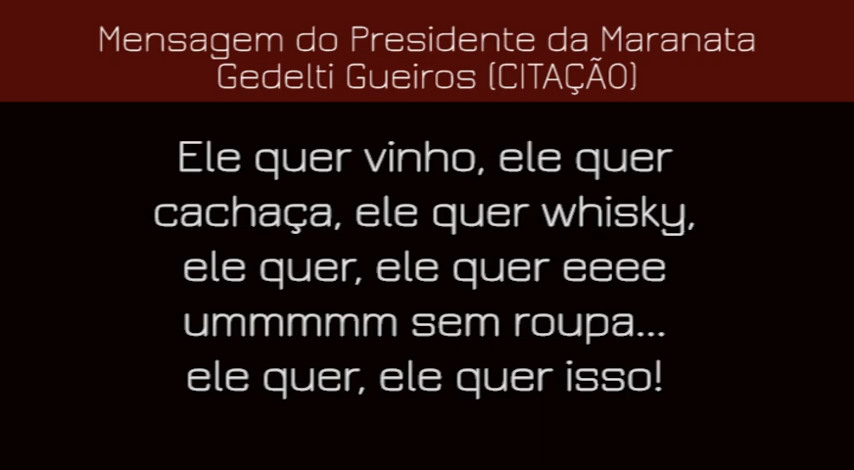 Mensagem do Presidente da Maranata
Gedelti Gueiros (CITAÇÃO)
Ele quer vinho, ele quer
cachaça, ele quer whisky,
ele quer, ele quer eeee
ummmmm sem roupa...
ele quer, ele quer isso!